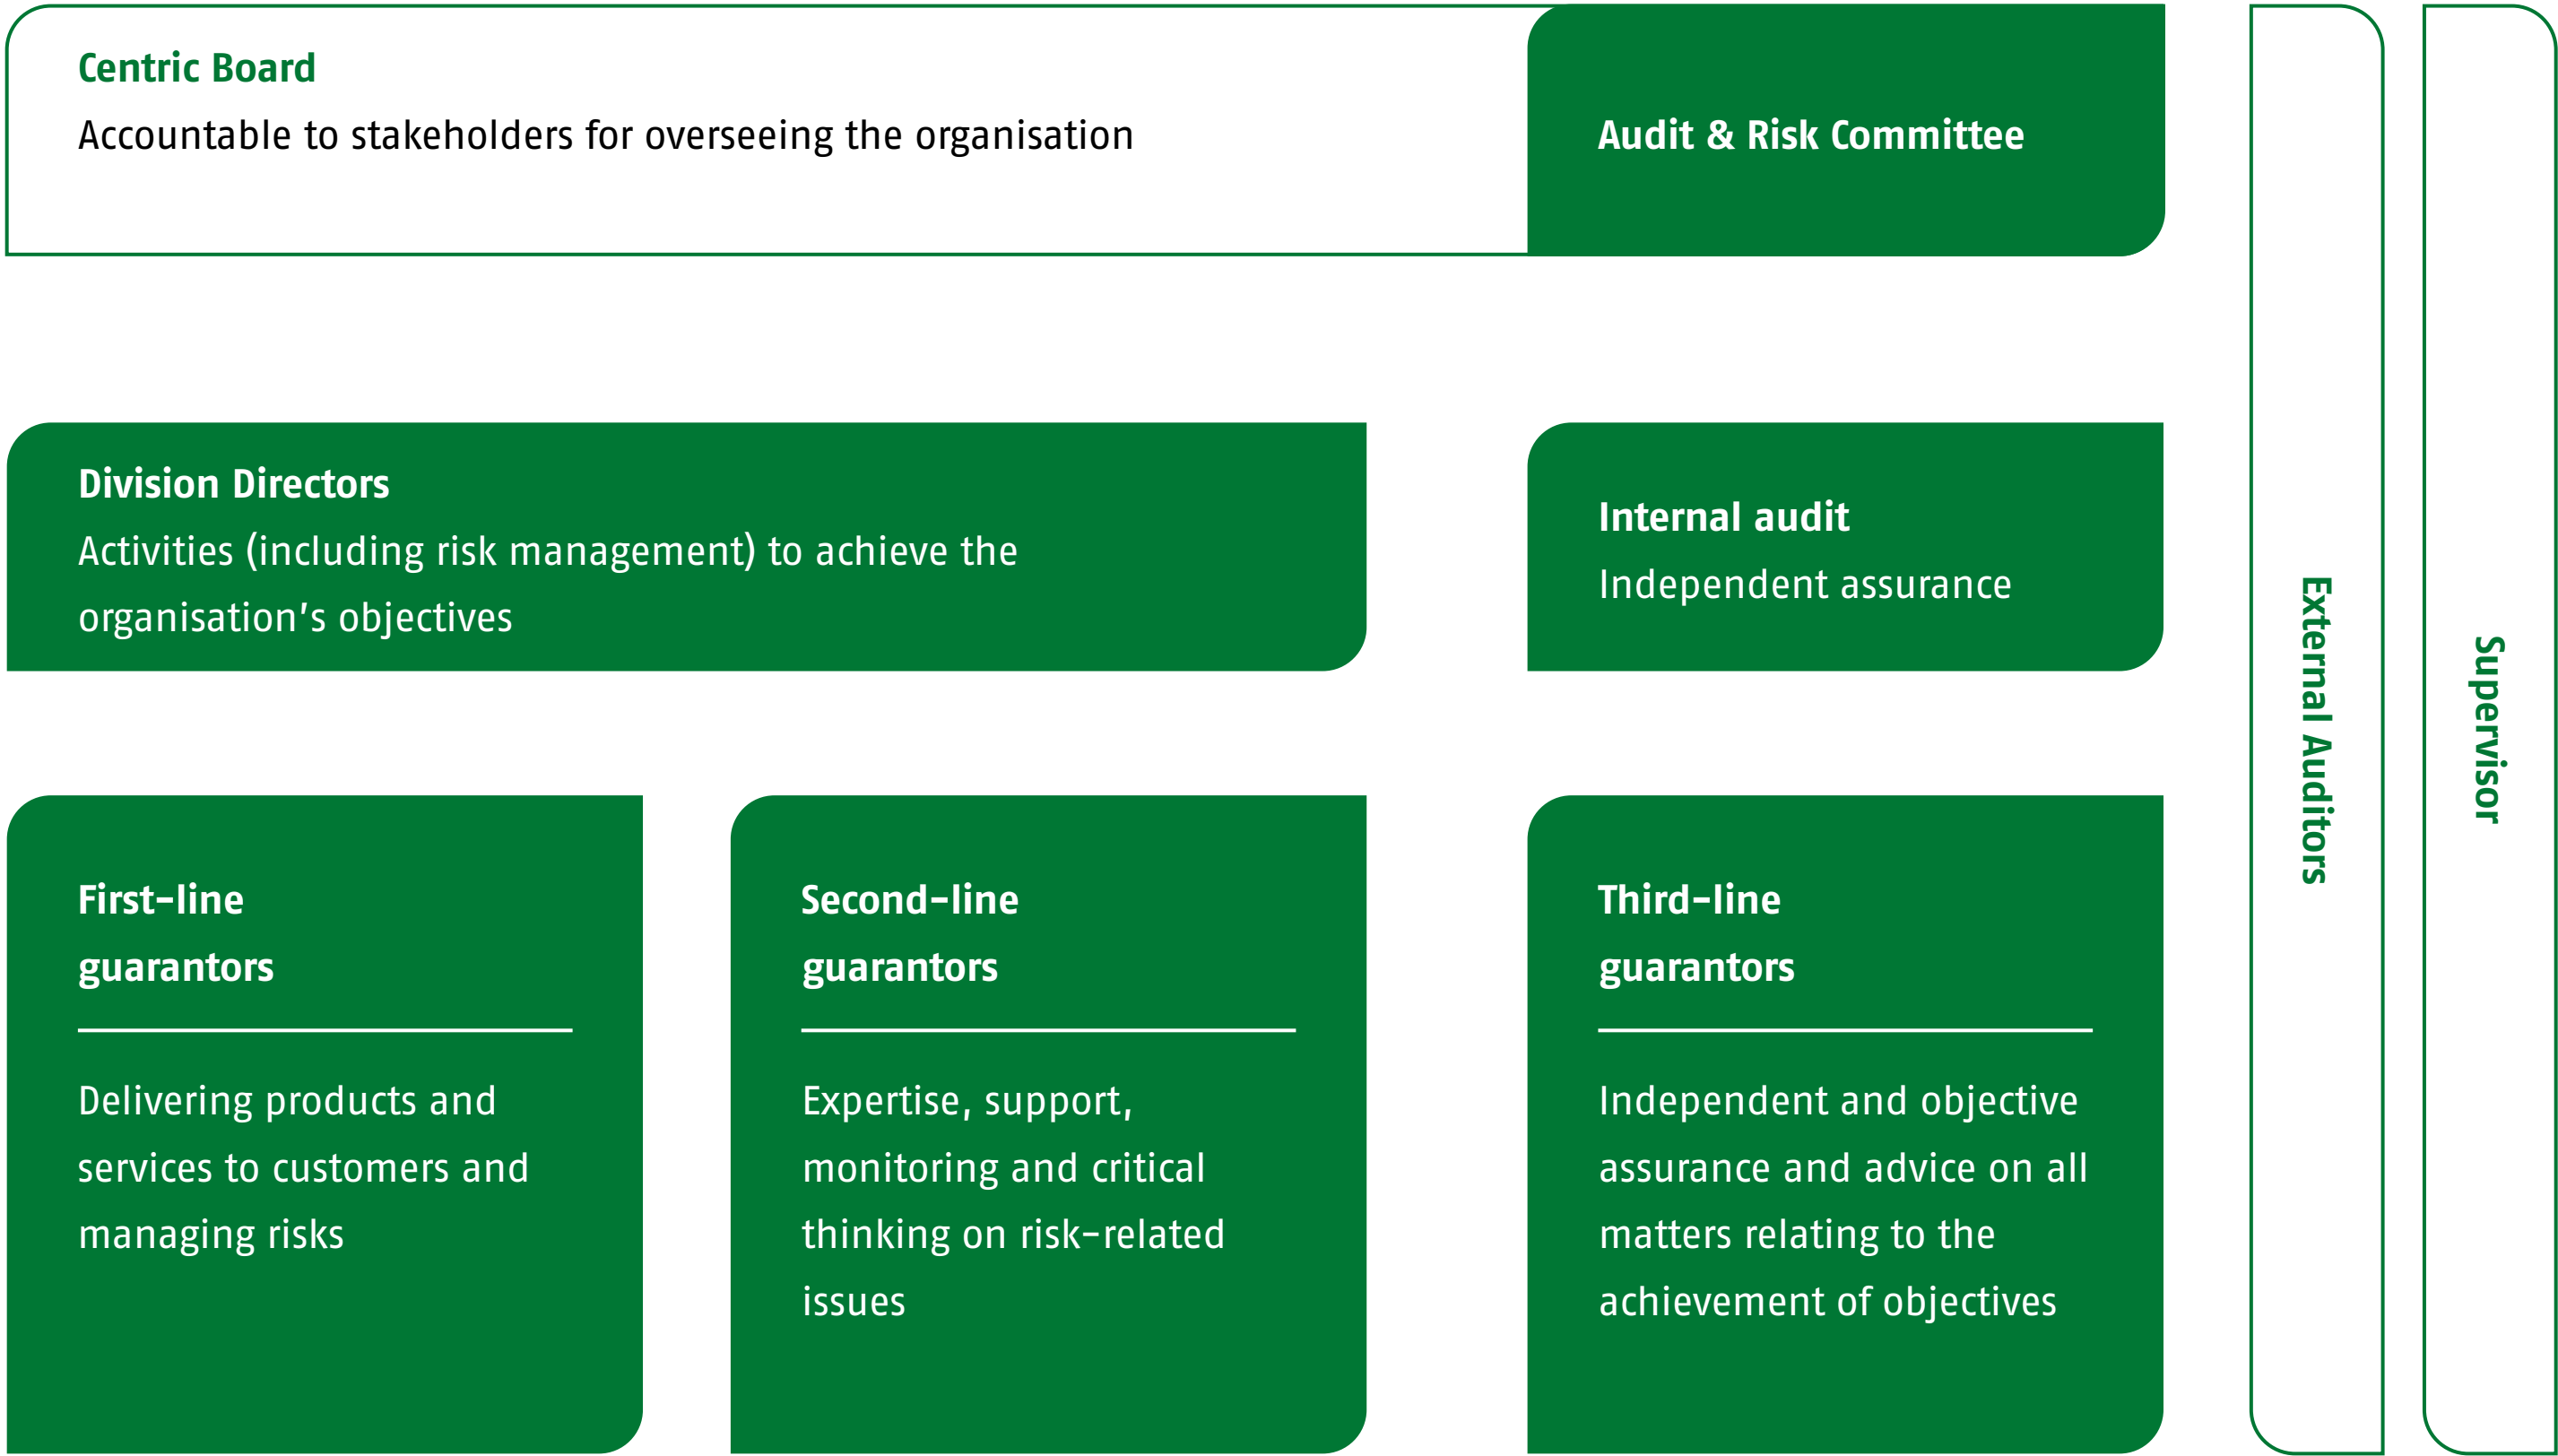 Centric Board
Accountable to stakeholders for overseeing the organisation
Audit & Risk Committee
Division Directors
Activities (including risk management) to achieve the
organisation's objectives
Internal audit
Independent assurance
First-line
guarantors
Delivering products and
services to customers and
managing risks
Second-line
guarantors
Expertise, support,
monitoring and critical
thinking on risk-related
issues
Third-line
guarantors
Independent and objective
assurance and advice on all
matters relating to the
achievement of objectives
External Auditors
Supervisor